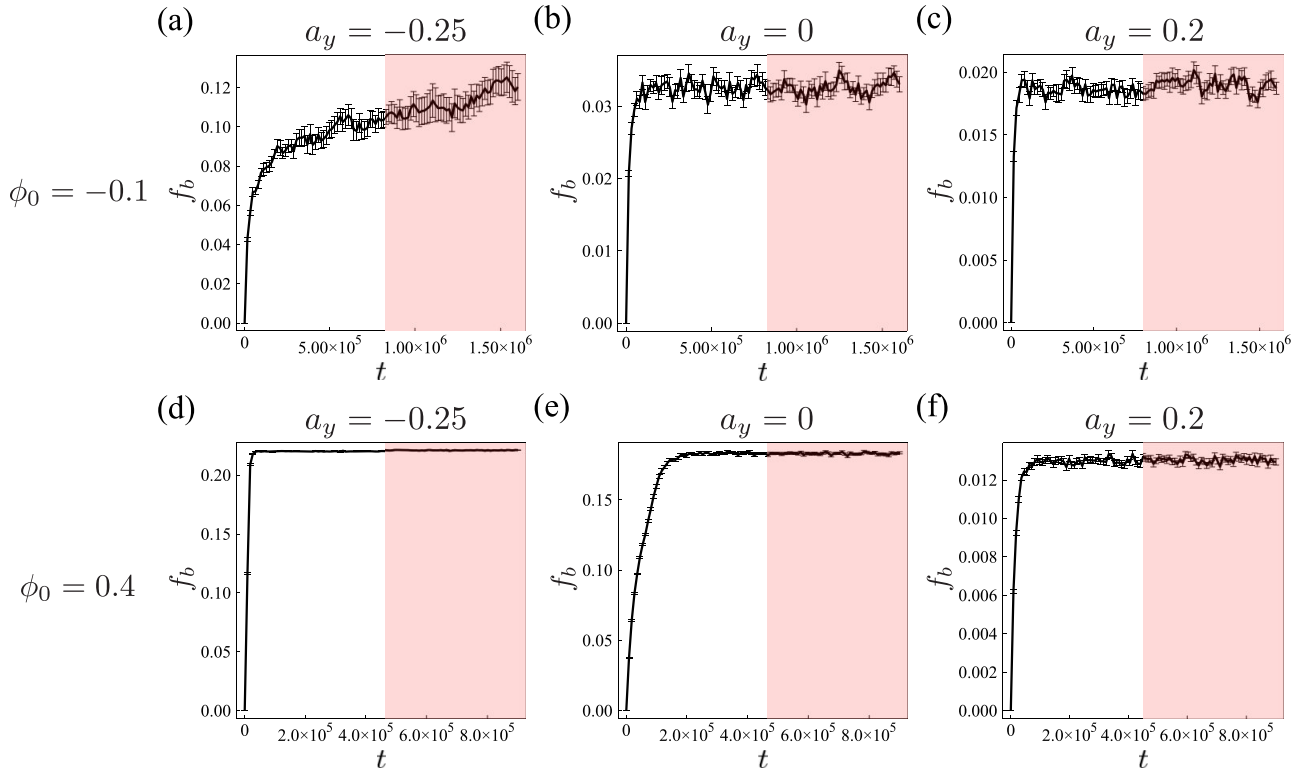 (a) a_y = −0.25
(b) a_y = 0
(c) a_y = 0.2
ϕ_0 = −0.1
f_b
0.12
0.10
0.08
0.06
0.04
0.02
0.00
0 5.00×10^5 1.00×10^6 1.50×10^6
t
f_b
0.03
0.02
0.01
0.00
0 5.00×10^5 1.00×10^6 1.50×10^6
t
f_b
0.020
0.015
0.010
0.005
0.000
0 5.00×10^5 1.00×10^6 1.50×10^6
t
(d) a_y = −0.25
(e) a_y = 0
(f) a_y = 0.2
ϕ_0 = 0.4
f_b
0.20
0.15
0.10
0.05
0.00
0 2.0×10^5 4.0×10^5 6.0×10^5 8.0×10^5
t
f_b
0.15
0.10
0.05
0.00
0 2.0×10^5 4.0×10^5 6.0×10^5 8.0×10^5
t
f_b
0.012
0.010
0.008
0.006
0.004
0.002
0.000
0 2.0×10^5 4.0×10^5 6.0×10^5 8.0×10^5
t